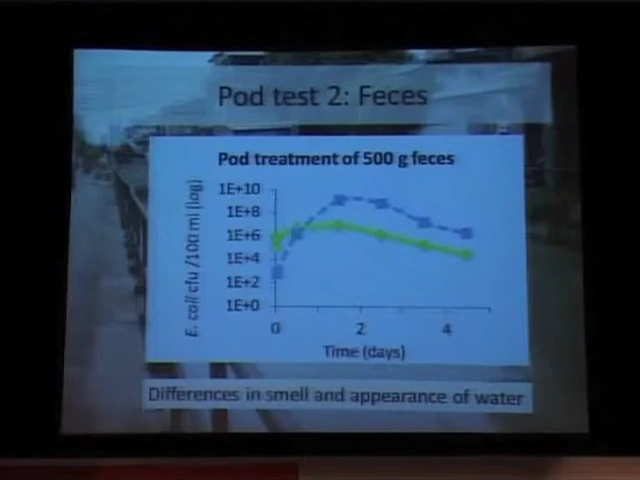 Pod test 2: Feces
Pod treatment of 500 g feces
E. coli cfu /100 ml (log)
1E+10
1E+8
1E+6
1E+4
1E+2
1E+0
0 2 4
Time (days)
Differences in smell and appearance of water